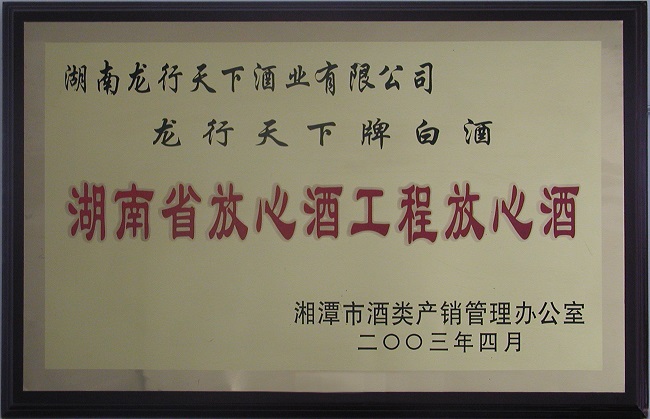 湖南龙行天下酒业有限公司
龙行天下牌白酒
湖南省放心酒工程放心酒
湘潭市酒类产销管理办公室
二〇〇三年四月